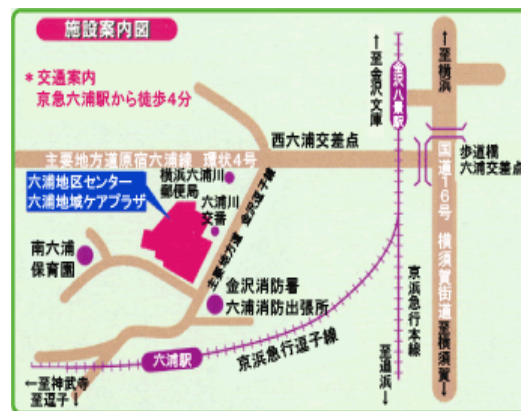 施設案内図
*交通案内
京急六浦駅から徒歩4分
←至金沢文庫
金沢八景駅
←至横浜
西六浦交差点
主要地方道原宿六浦線 環状4号
歩道橋
六浦交差点
国道16号 横須賀街道
六浦地区センター
六浦地域ケアプラザ
横浜六浦川
郵便局
六浦川
交番
主要地方道 金沢逗子線
南六浦
保育園
金沢消防署
六浦消防出張所
京浜急行本線
六浦駅
京浜急行逗子線
至追浜→
至横須賀→
←至神武寺
至逗子↓